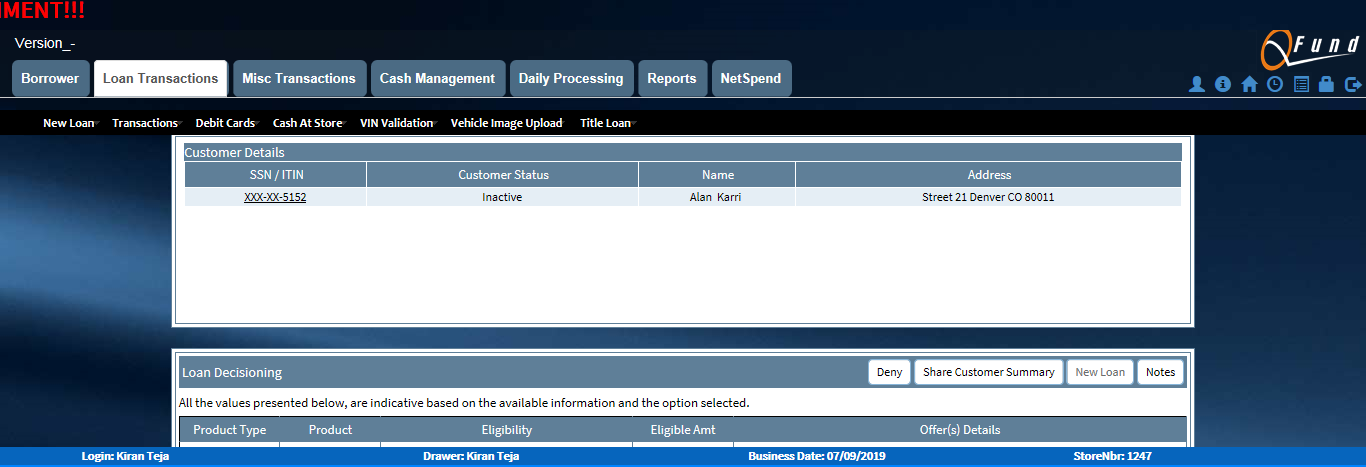 MENT!!!
Version_-
QFund
Borrower Loan Transactions Misc Transactions Cash Management Daily Processing Reports NetSpend
New Loan Transactions Debit Cards Cash At Store VIN Validation Vehicle Image Upload Title Loan
Customer Details
SSN / ITIN Customer Status Name Address
XXX-XX-5152 Inactive Alan Karri Street 21 Denver CO 80011
Loan Decisioning Deny Share Customer Summary New Loan Notes
All the values presented below, are indicative based on the available information and the option selected.
Product Type Product Eligibility Eligible Amt Offer(s) Details
Login: Kiran Teja Drawer: Kiran Teja Business Date: 07/09/2019 StoreNbr: 1247